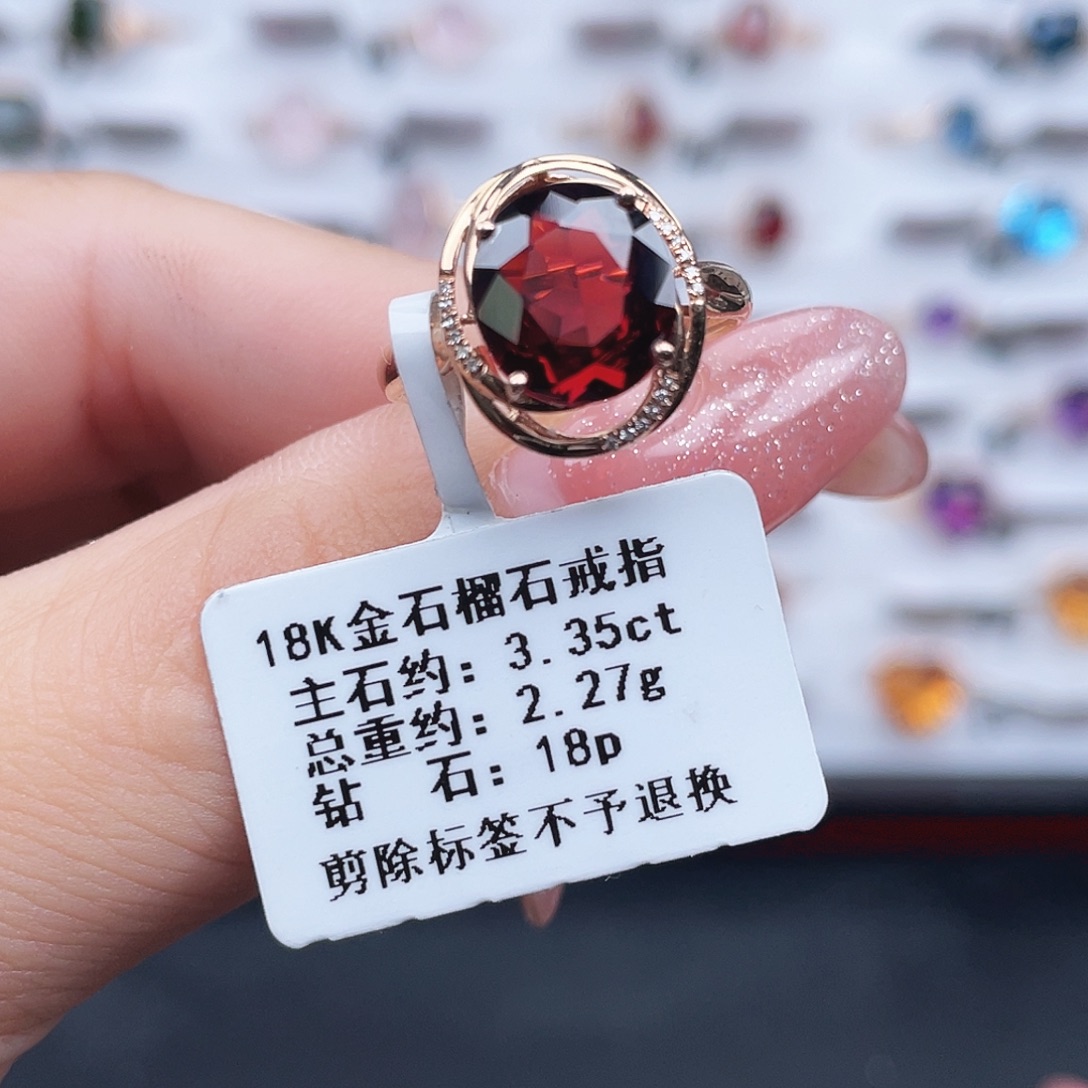 18K金石榴石戒指
主石约：3.35ct
总重约：2.27g
钻 石：18p
剪除标签不予退换